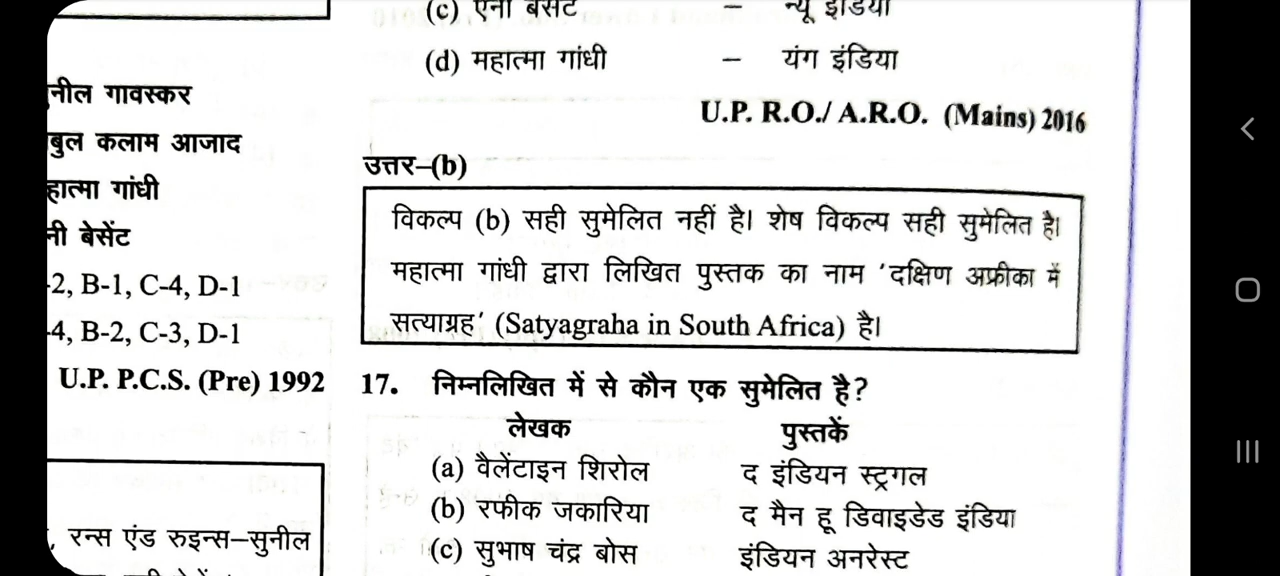 (c) एनी बेसेंट – न्यू इंडिया
(d) महात्मा गांधी – यंग इंडिया
U.P. R.O./ A.R.O. (Mains) 2016
उत्तर–(b)
विकल्प (b) सही सुमेलित नहीं है। शेष विकल्प सही सुमेलित है।
महात्मा गांधी द्वारा लिखित पुस्तक का नाम 'दक्षिण अफ्रीका में
सत्याग्रह' (Satyagraha in South Africa) है।
17. निम्नलिखित में से कौन एक सुमेलित है?
लेखक पुस्तकें
(a) वैलेंटाइन शिरोल द इंडियन स्ट्रगल
(b) रफीक जकारिया द मैन हू डिवाइडेड इंडिया
(c) सुभाष चंद्र बोस इंडियन अनरेस्ट
नील गावस्कर
बुल कलाम आजाद
हात्मा गांधी
नी बेसेंट
-2, B-1, C-4, D-1
-4, B-2, C-3, D-1
U.P. P.C.S. (Pre) 1992
, रन्स एंड रुइन्स–सुनील